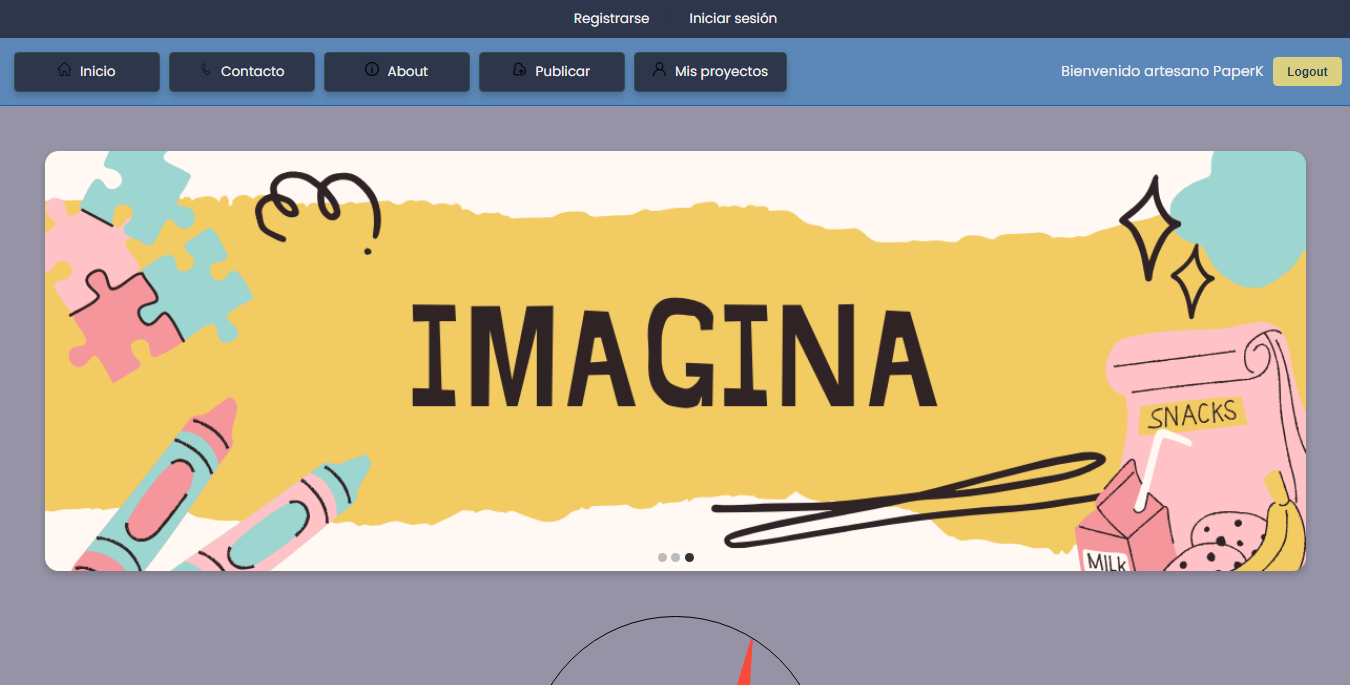 Registrarse Iniciar sesión
Inicio Contacto About Publicar Mis proyectos Bienvenido artesano PaperK Logout
IMAGINA
SNACKS
MILK